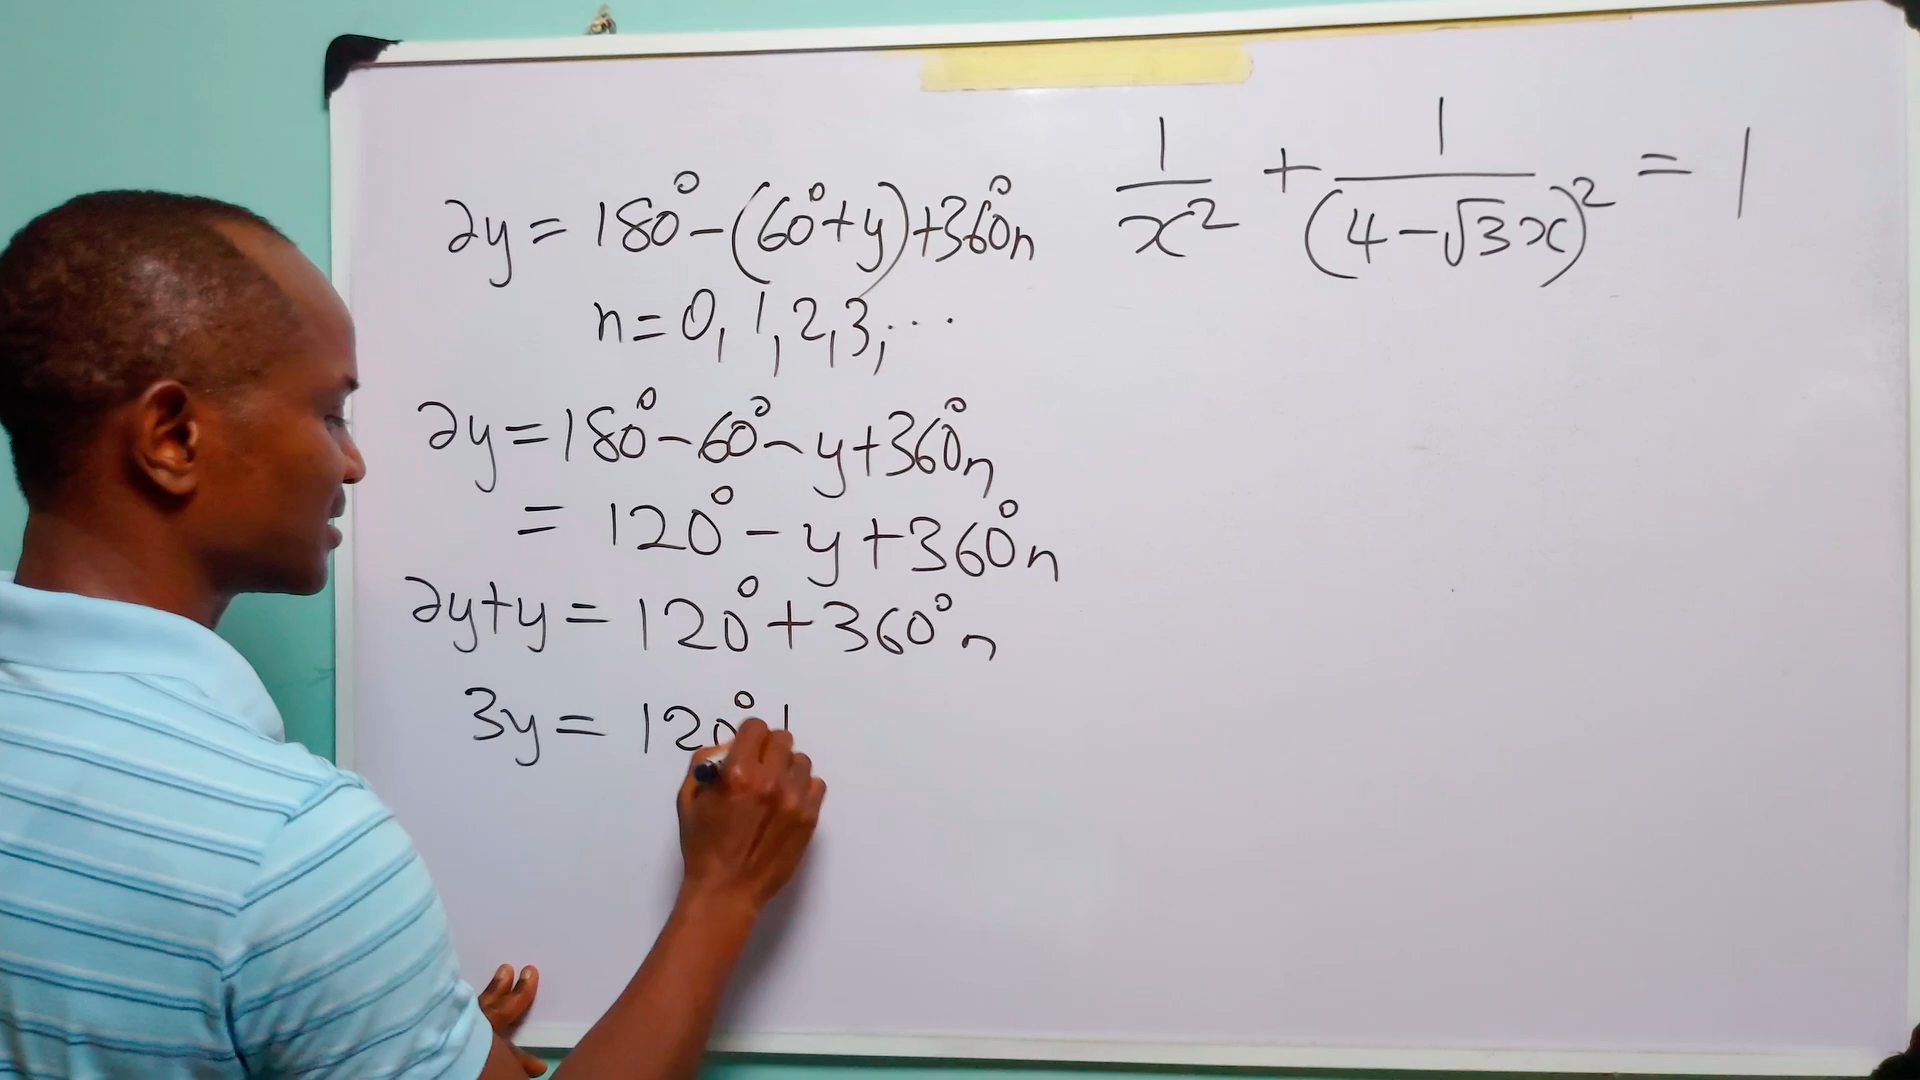 2y = 180° - (60° + y) + 360°n
n = 0, 1, 2, 3, ...
2y = 180° - 60° - y + 360°n
= 120° - y + 360°n
2y + y = 120° + 360°n
3y = 120°
1/x² + 1/(4 - √3x)² = 1